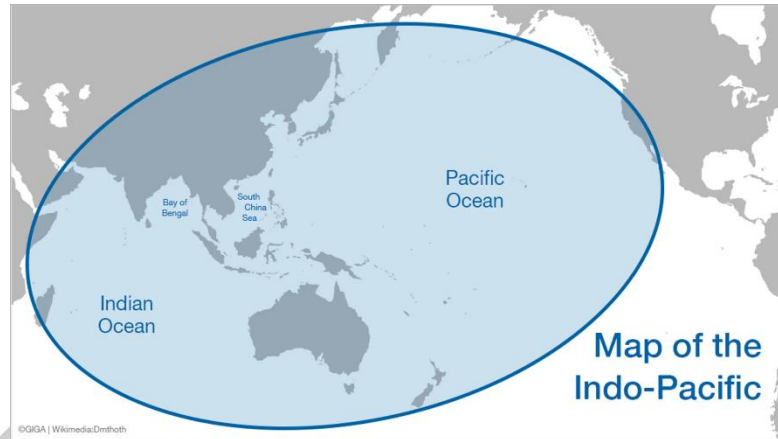 Pacific
Ocean
South
China
Sea
Bay of
Bengal
Indian
Ocean
Map of the
Indo-Pacific
©GIGA | Wikimedia:Dmthoth